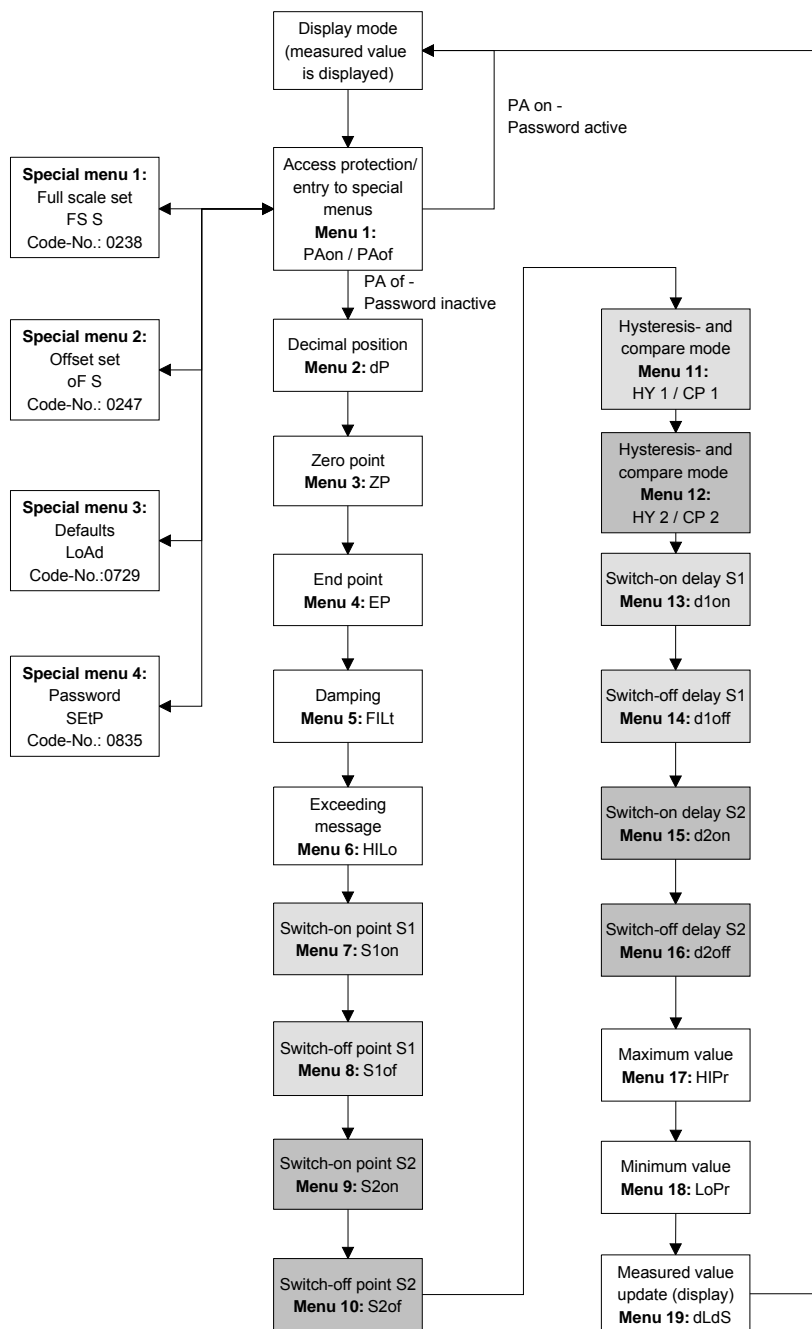 Display mode
(measured value
is displayed)
PA on -
Password active
Access protection/
entry to special
menus
Menu 1:
PAon / PAof
Special menu 1:
Full scale set
FS S
Code-No.: 0238
PA of -
Password inactive
Special menu 2:
Offset set
oF S
Code-No.: 0247
Special menu 3:
Defaults
LoAd
Code-No.:0729
Special menu 4:
Password
SEtP
Code-No.: 0835
Decimal position
Menu 2: dP
Zero point
Menu 3: ZP
End point
Menu 4: EP
Damping
Menu 5: FILt
Exceeding
message
Menu 6: HILo
Switch-on point S1
Menu 7: S1on
Switch-off point S1
Menu 8: S1of
Switch-on point S2
Menu 9: S2on
Switch-off point S2
Menu 10: S2of
Hysteresis- and
compare mode
Menu 11:
HY 1 / CP 1
Hysteresis- and
compare mode
Menu 12:
HY 2 / CP 2
Switch-on delay S1
Menu 13: d1on
Switch-off delay S1
Menu 14: d1off
Switch-on delay S2
Menu 15: d2on
Switch-off delay S2
Menu 16: d2off
Maximum value
Menu 17: HIPr
Minimum value
Menu 18: LoPr
Measured value
update (display)
Menu 19: dLdS